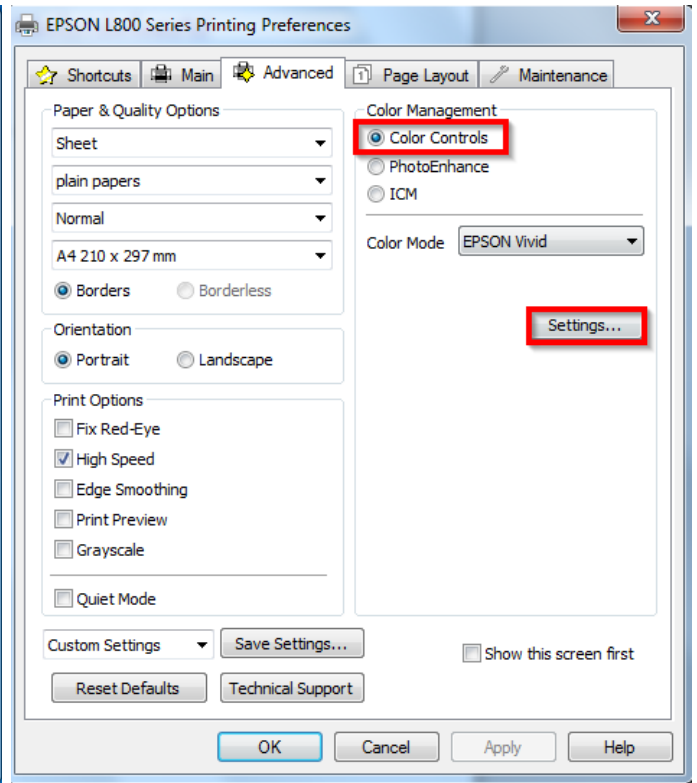 EPSON L800 Series Printing Preferences
x
Shortcuts
Main
Advanced
1 Page Layout
Maintenance
Paper & Quality Options
Sheet
plain papers
Normal
A4 210 x 297 mm
Borders
Borderless
Orientation
Portrait
Landscape
Print Options
Fix Red-Eye
High Speed
Edge Smoothing
Print Preview
Grayscale
Quiet Mode
Color Management
Color Controls
PhotoEnhance
ICM
Color Mode
EPSON Vivid
Settings...
Custom Settings
Save Settings...
Show this screen first
Reset Defaults
Technical Support
OK
Cancel
Apply
Help